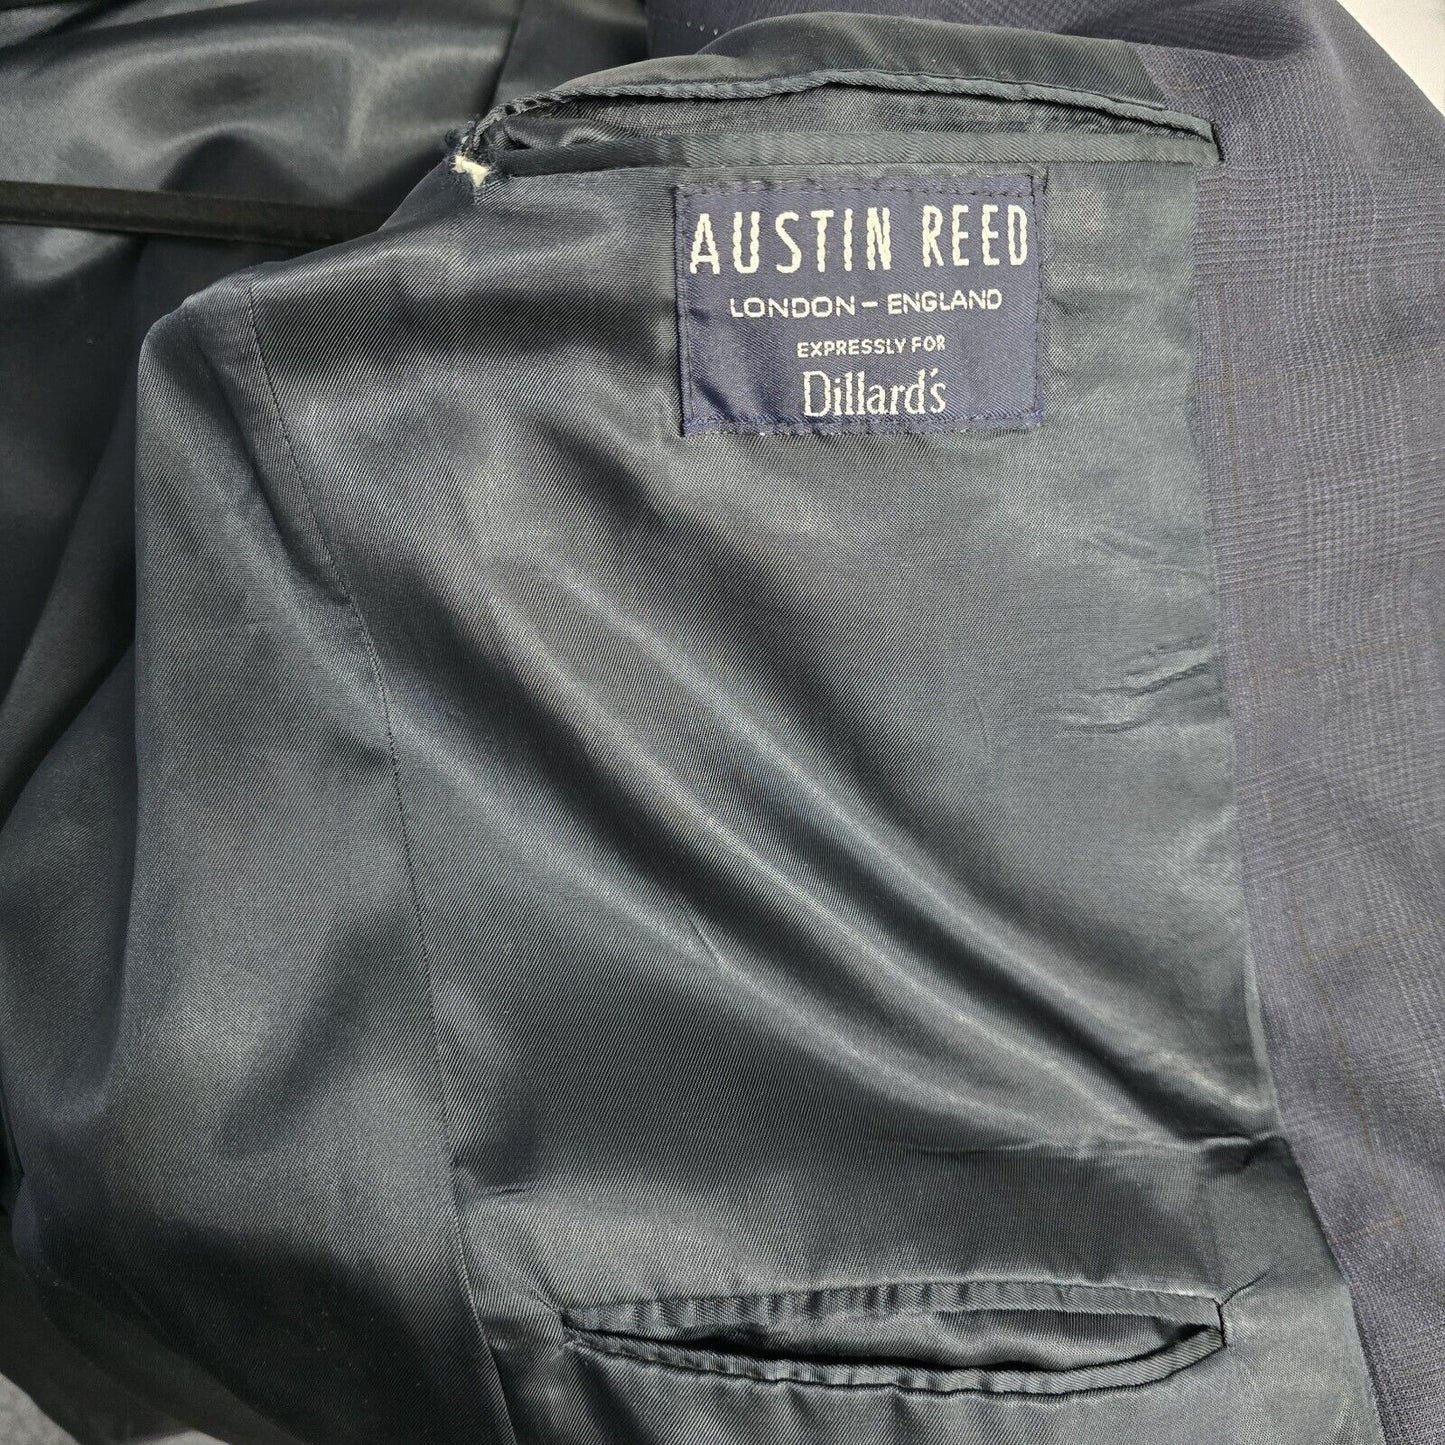 AUSTIN REED
LONDON - ENGLAND
EXPRESSLY FOR
Dillard's